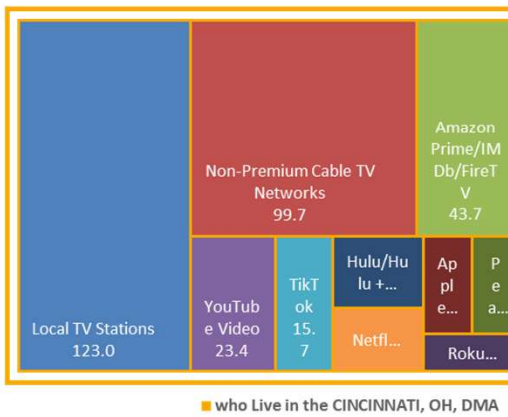 Local TV Stations
123.0
Non-Premium Cable TV
Networks
99.7
Amazon
Prime/IM
Db/FireT
V
43.7
YouTub
e Video
23.4
TikT
ok
15.
7
Hulu/Hu
lu +...
Netfl...
Ap
pl
e...
P
e
a...
Roku...
who Live in the CINCINNATI, OH, DMA